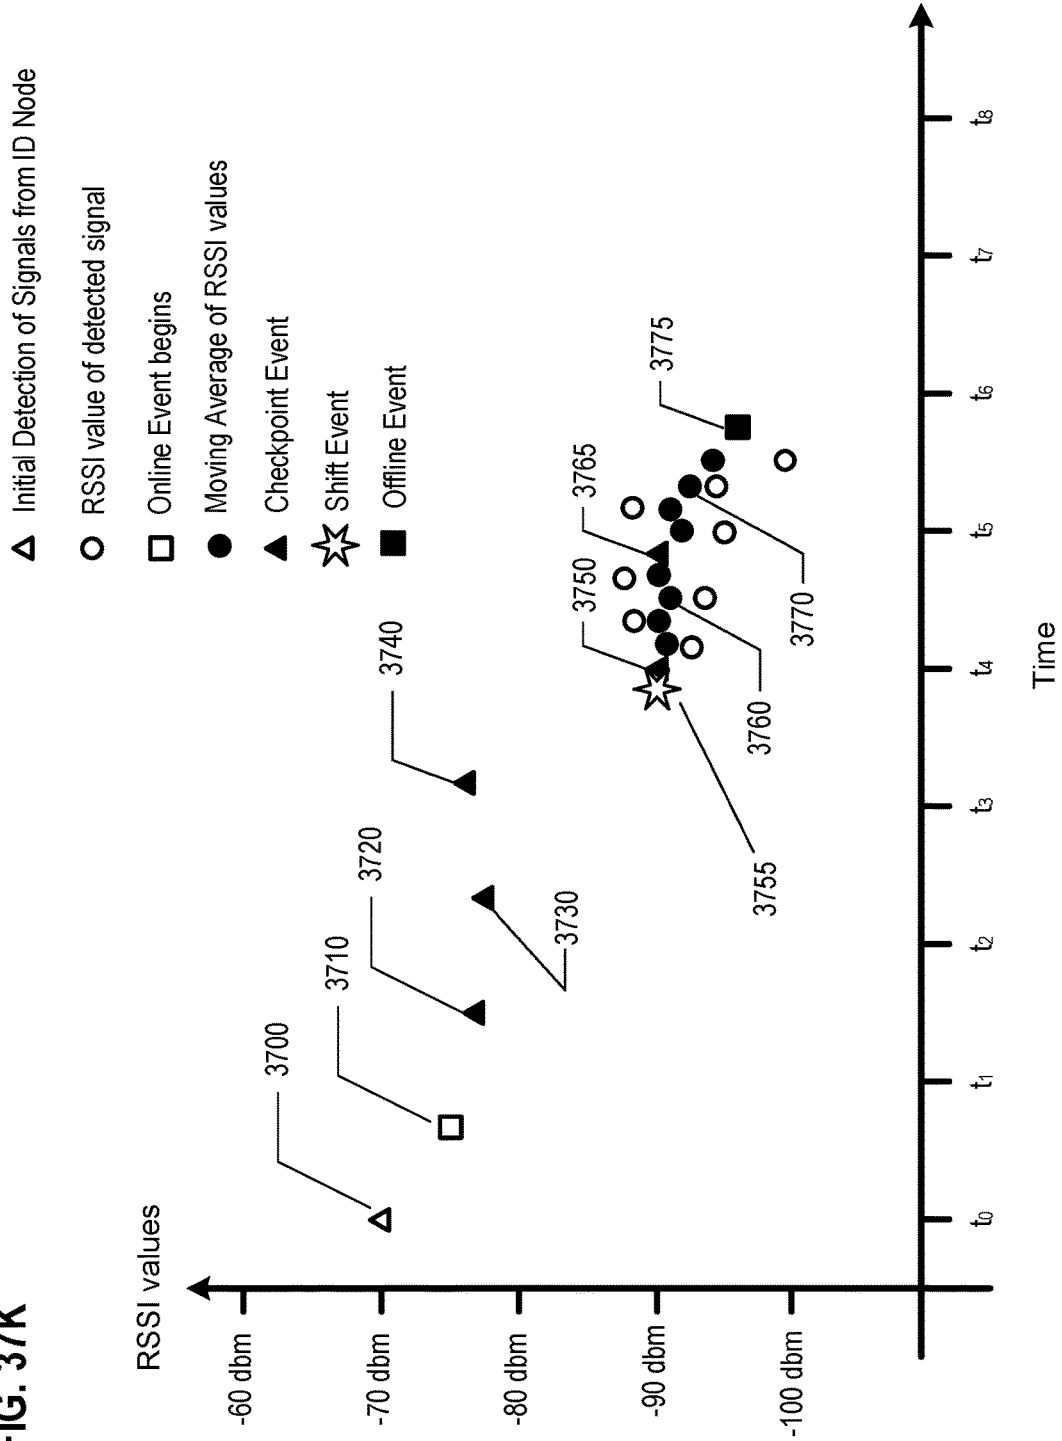 FIG. 37K
RSSI values
Initial Detection of Signals from ID Node
RSSI value of detected signal
Online Event begins
Moving Average of RSSI values
Checkpoint Event
Shift Event
Offline Event
-60 dbm
-70 dbm
-80 dbm
-90 dbm
-100 dbm
3700
3710
3720
3730
3740
3750
3755
3760
3765
3770
3775
t0
t1
t2
t3
t4
t5
t6
t7
t8
Time